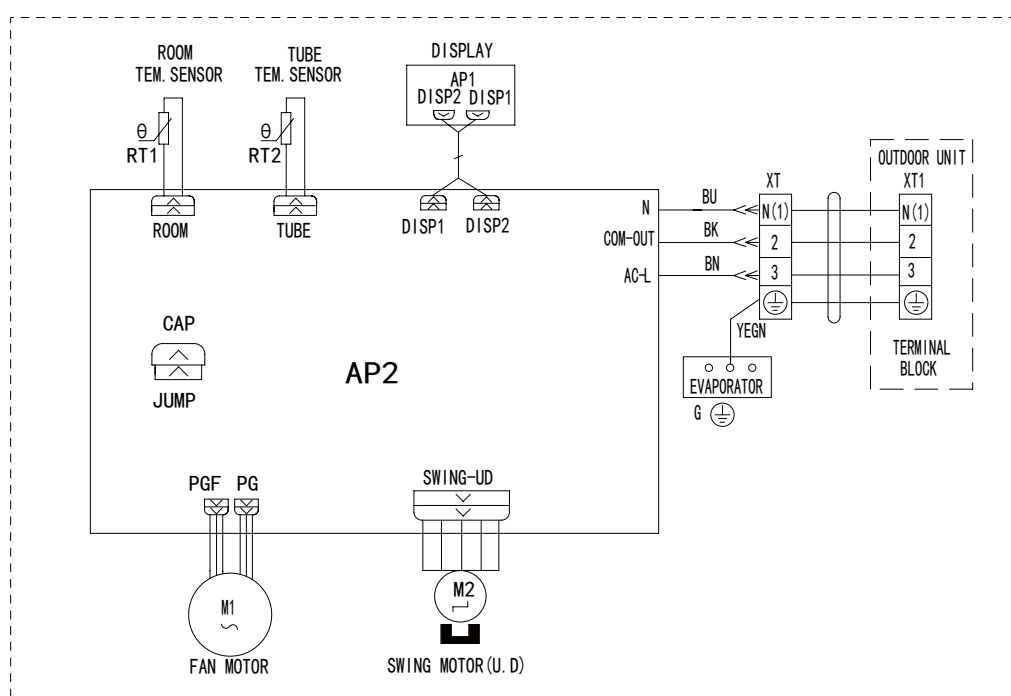 ROOM
TEM. SENSOR
TUBE
TEM. SENSOR
DISPLAY
AP1
DISP2 DISP1
θ
RT1
θ
RT2
ROOM
TUBE
DISP1 DISP2
OUTDOOR UNIT
XT
XT1
N
BU
N(1)
N(1)
COM-OUT
BK
2
2
AC-L
BN
3
3
YEGN
EVAPORATOR
G
TERMINAL
BLOCK
CAP
JUMP
AP2
PGF PG
SWING-UD
M1
M2
FAN MOTOR
SWING MOTOR(U.D)